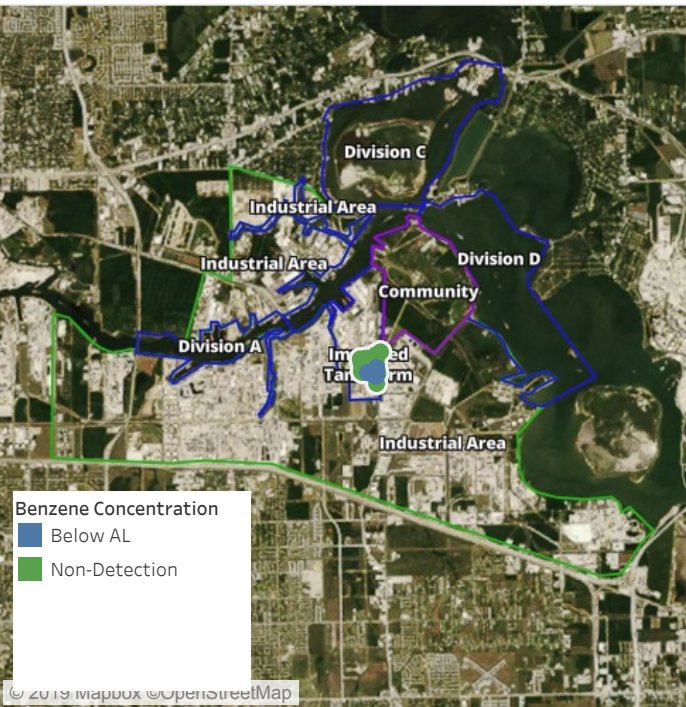 Division C
Industrial Area
Division D
Industrial Area
Community
Division A
Industrial Area
Benzene Concentration
Below AL
Non-Detection
© 2019 Mapbox ©OpenStreetMap